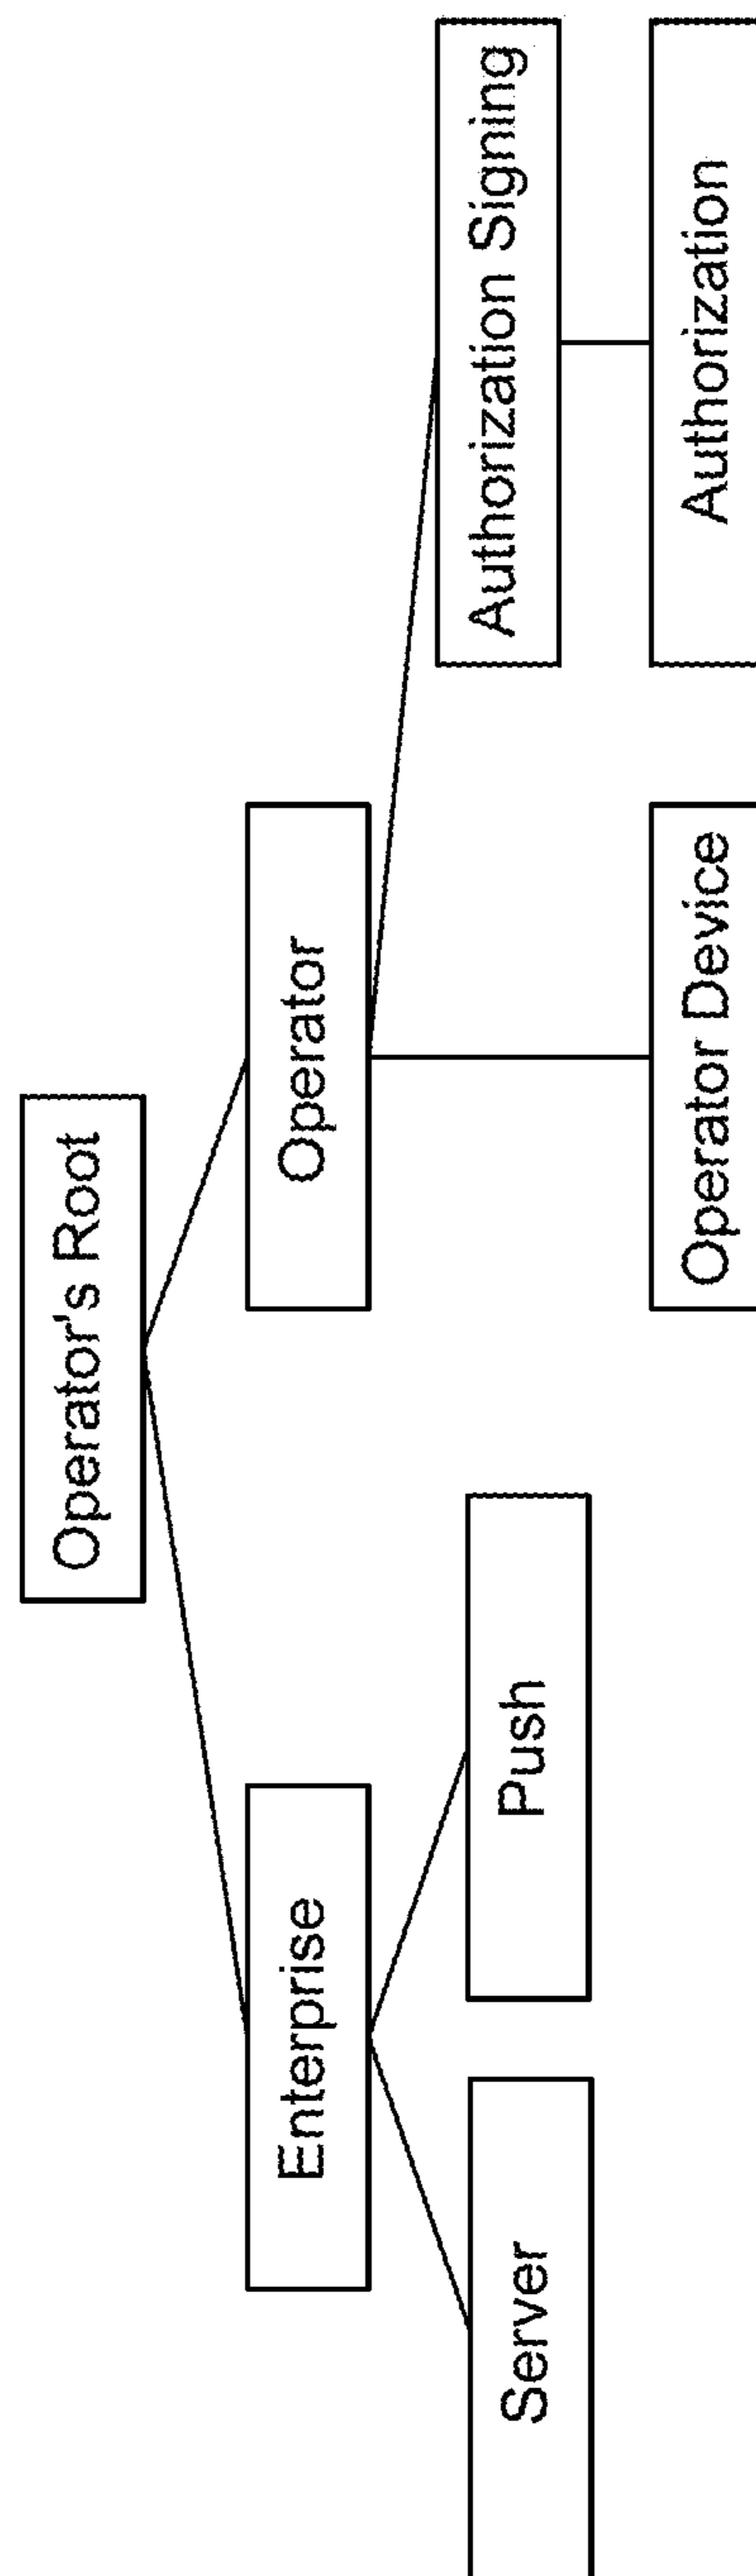 Operator's Root
Enterprise
Operator
Server
Push
Authorization Signing
Operator Device
Authorization